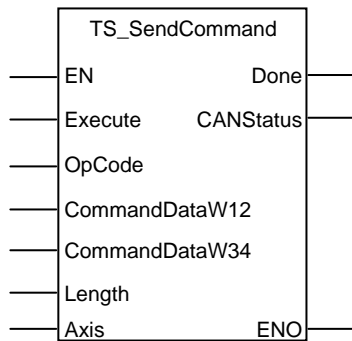 TS_SendCommand
EN Done
Execute CANStatus
OpCode
CommandDataW12
CommandDataW34
Length
Axis ENO